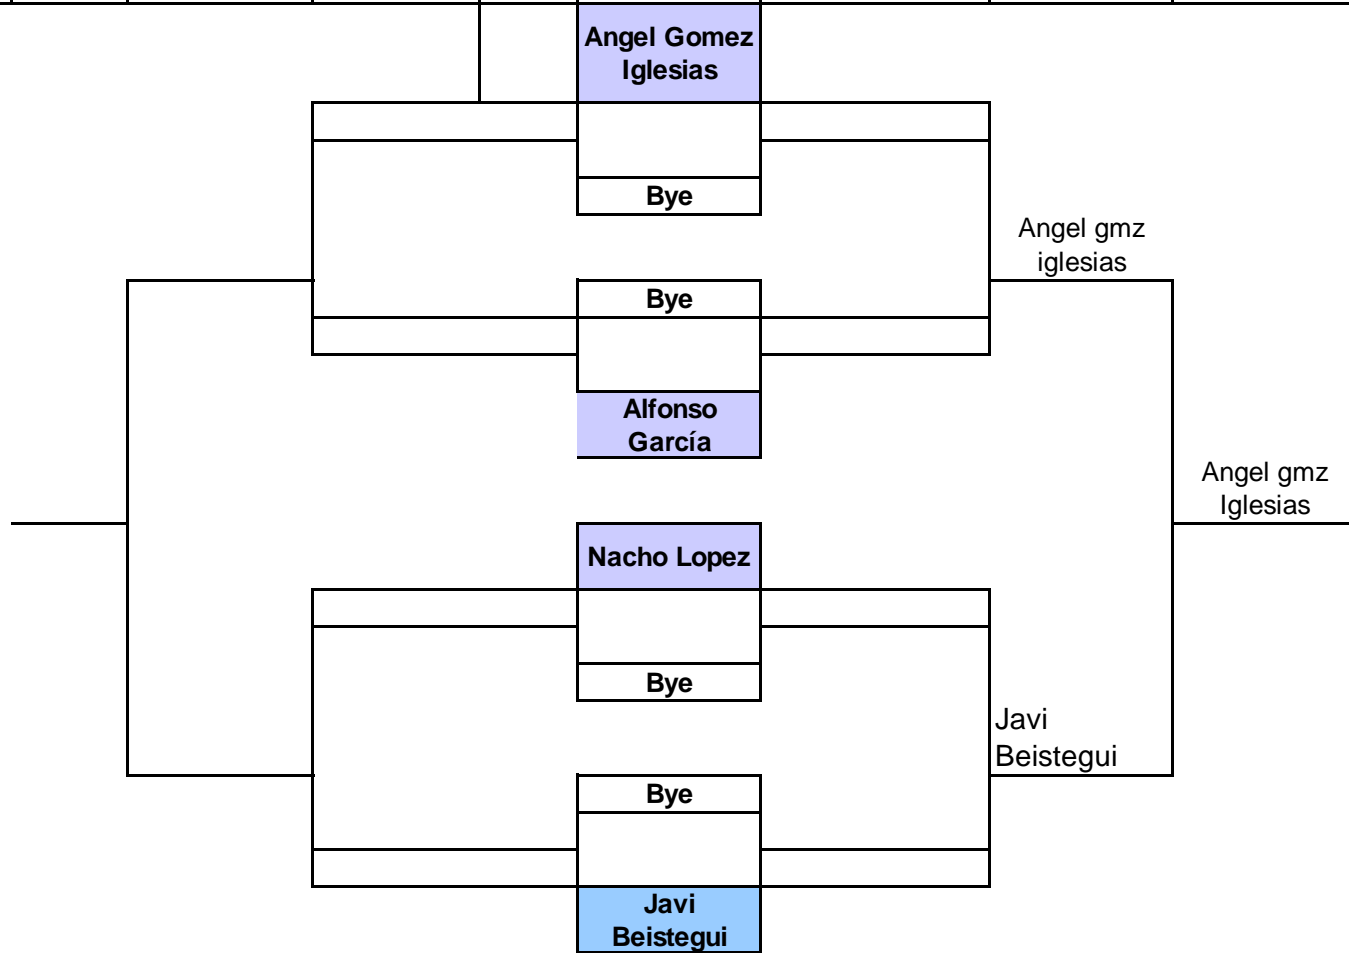 Angel Gomez
Iglesias
Bye
Angel gmz
iglesias
Bye
Alfonso
García
Angel gmz
Iglesias
Nacho Lopez
Bye
Javi
Beistegui
Bye
Javi
Beistegui